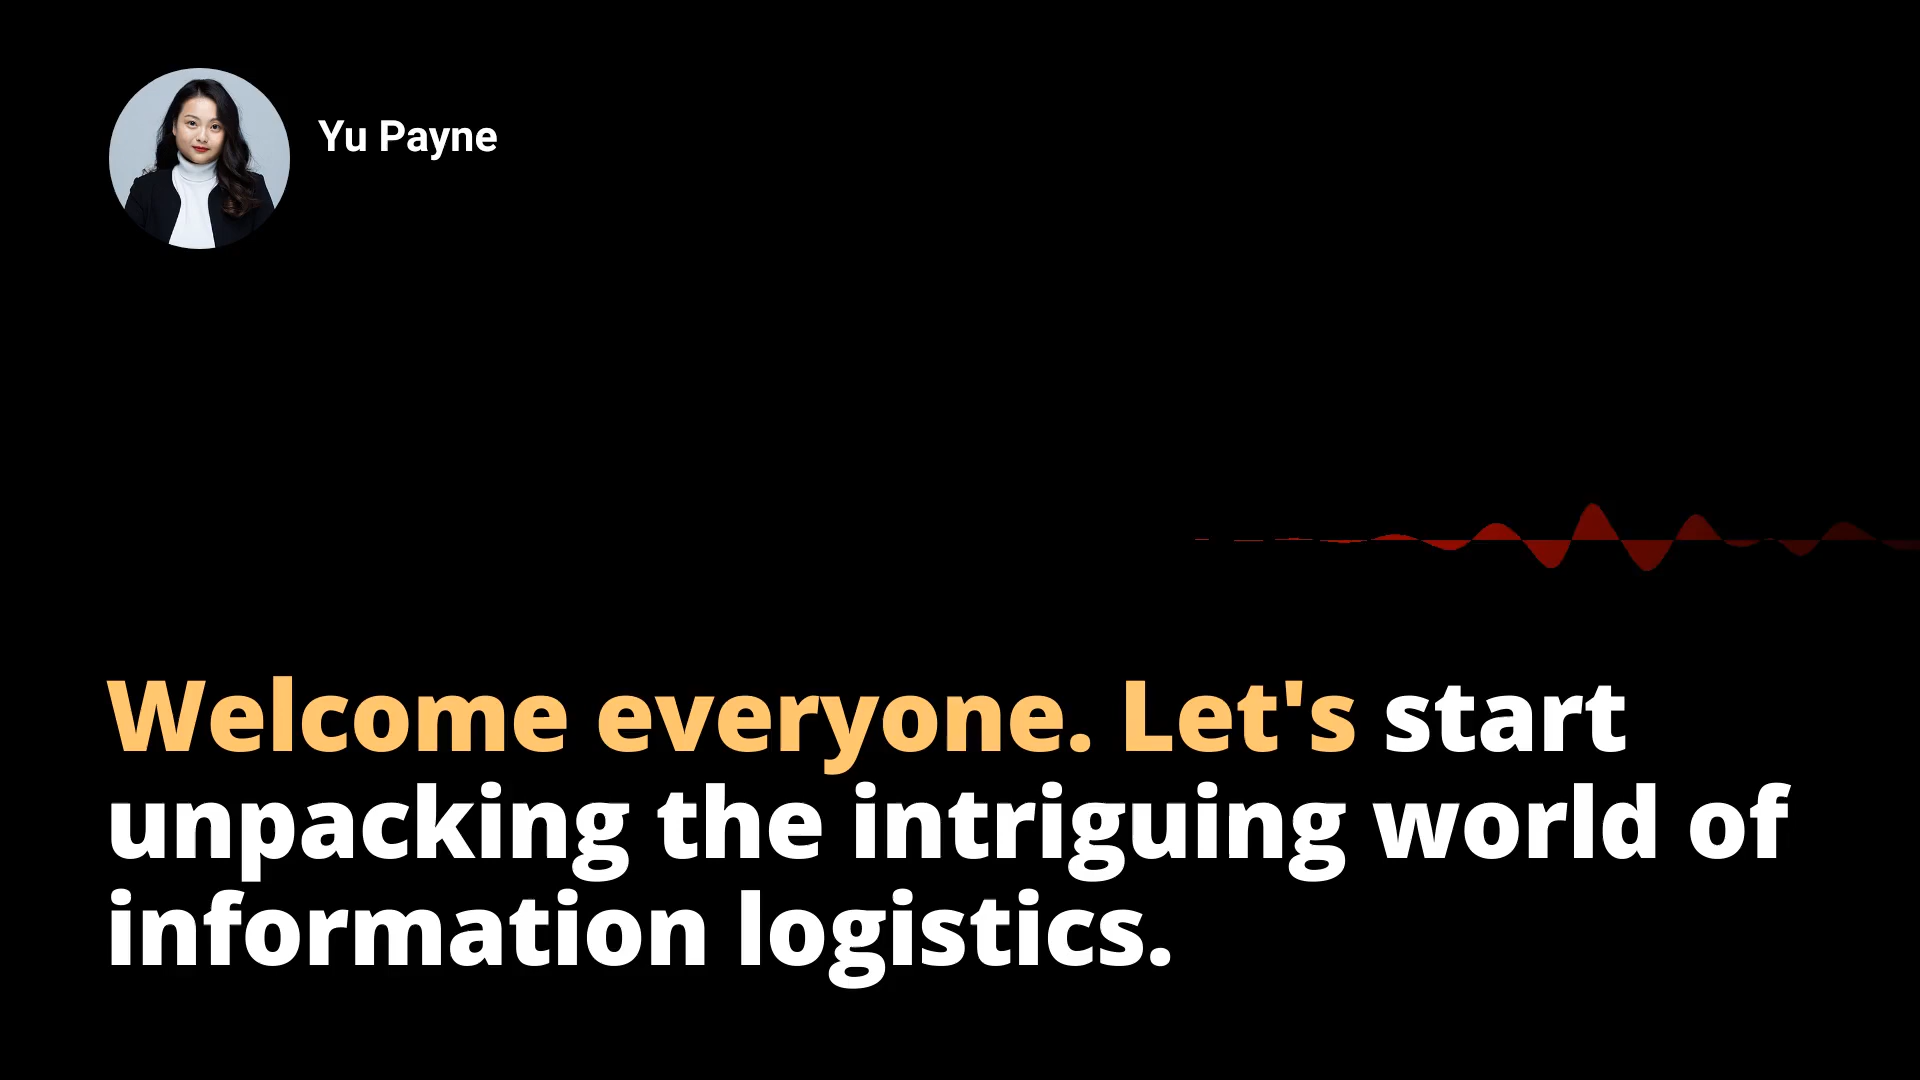 Yu Payne
Welcome everyone. Let's start
unpacking the intriguing world of
information logistics.